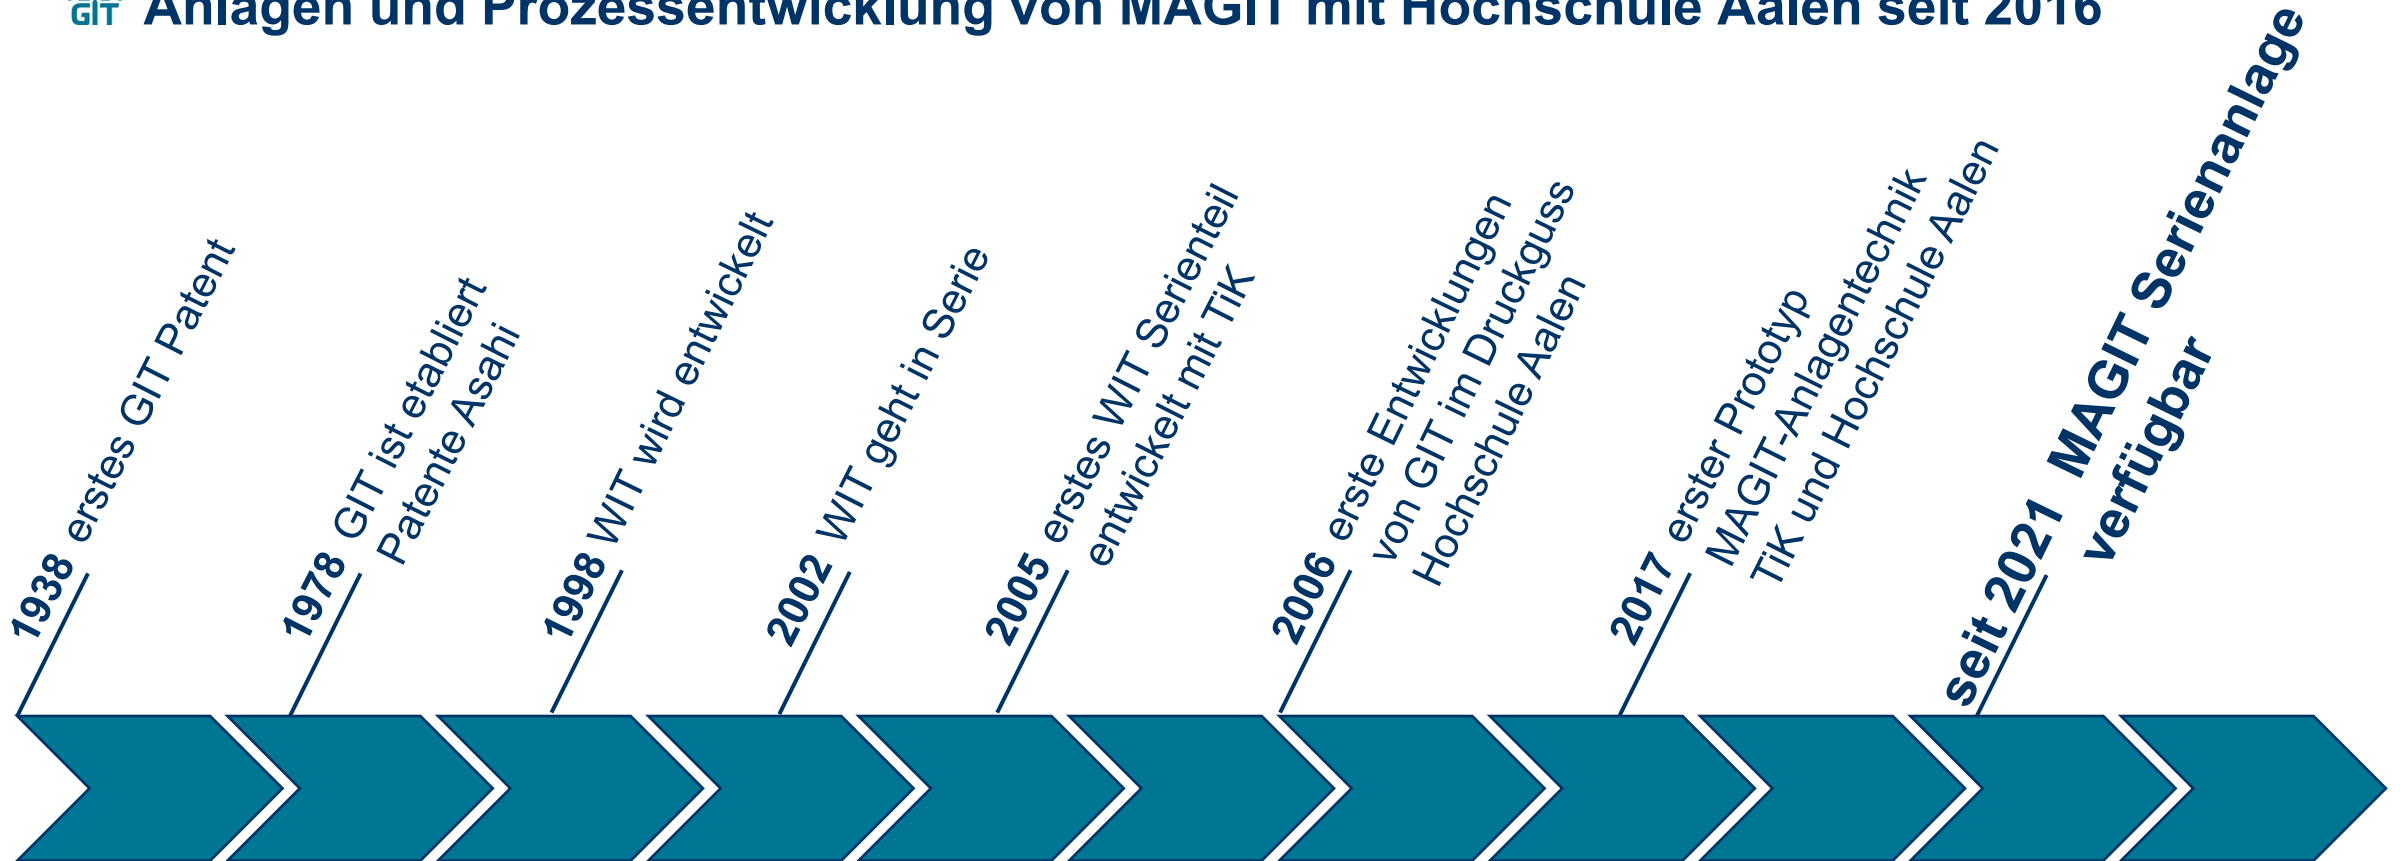 GIT Anlagen und Prozessentwicklung von MAGIT mit Hochschule Aalen seit 2016
1938 erstes GIT Patent
1978 GIT ist etabliert
Patente Asahi
1998 WIT wird entwickelt
2002 WIT geht in Serie
2005 erstes WIT Serienteil
entwickelt mit TiK
2006 erste Entwicklungen
von GIT im Druckguss
Hochschule Aalen
2017 erster Prototyp
MAGIT-Anlagentechnik
TiK und Hochschule Aalen
seit 2021 MAGIT Serienanlage
verfügbar